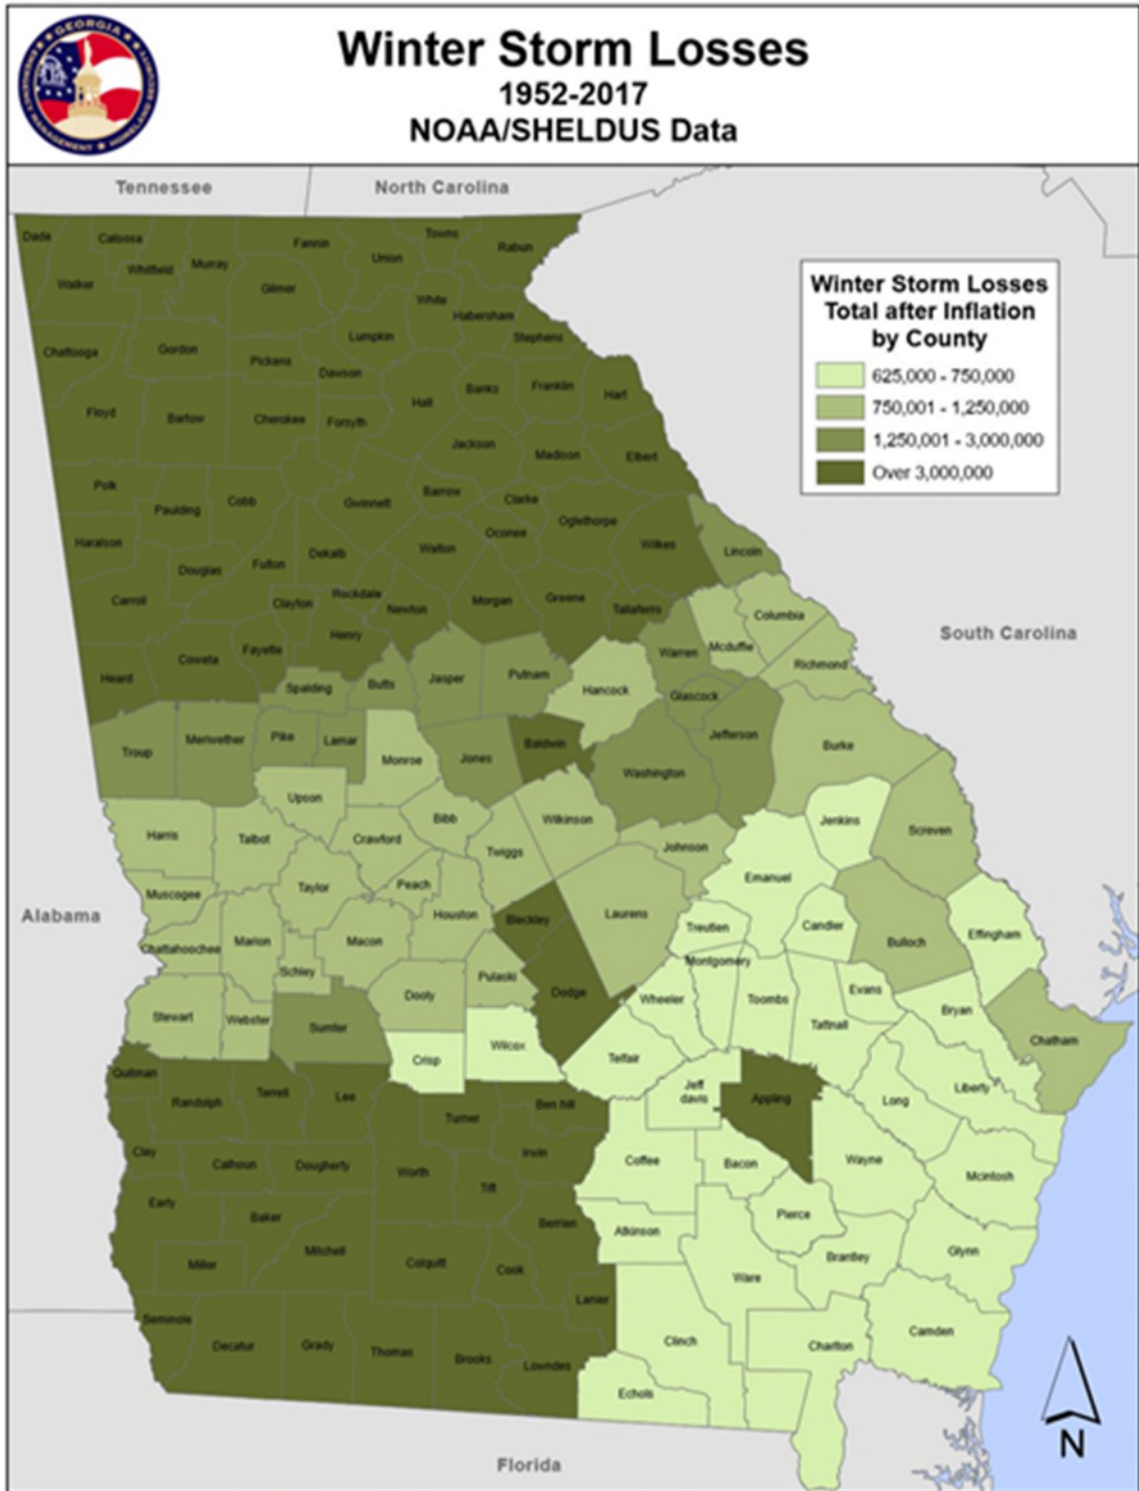 GEORGIA
EMERGENCY MANAGEMENT
HOMELAND SECURITY
Winter Storm Losses
1952-2017
NOAA/SHELDUS Data
Tennessee
North Carolina
Dade
Catoosa
Fannin
Towns
Rabun
Whitfield
Murray
Union
Walker
Gilmer
White
Habersham
Winter Storm Losses
Total after Inflation
by County
625,000 - 750,000
750,001 - 1,250,000
1,250,001 - 3,000,000
Over 3,000,000
Chattooga
Gordon
Pickens
Lumpkin
Stephens
Dawson
Floyd
Bartow
Cherokee
Forsyth
Hall
Banks
Franklin
Hart
Jackson
Madison
Elbert
Polk
Paulding
Cobb
Gwinnett
Barrow
Clarke
Oconee
Oglethorpe
Haralson
Douglas
Fulton
Dekalb
Walton
Wilkes
Lincoln
Carroll
Clayton
Rockdale
Newton
Morgan
Greene
Taliaferro
Columbia
South Carolina
Heard
Coweta
Fayette
Henry
Warren
Mcduffie
Richmond
Spalding
Butts
Jasper
Putnam
Hancock
Glascock
Troup
Meriwether
Pike
Lamar
Monroe
Jones
Baldwin
Washington
Jefferson
Burke
Upson
Bibb
Wilkinson
Jenkins
Screven
Harris
Talbot
Crawford
Twiggs
Johnson
Muscogee
Taylor
Peach
Houston
Bleckley
Laurens
Emanuel
Alabama
Chattahoochee
Marion
Macon
Treutlen
Candler
Bulloch
Effingham
Schley
Dooly
Pulaski
Dodge
Montgomery
Wheeler
Toombs
Evans
Bryan
Stewart
Webster
Sumter
Crisp
Wilcox
Telfair
Tattnall
Chatham
Quitman
Randolph
Terrell
Lee
Turner
Ben hill
Jeff
davis
Appling
Long
Liberty
Clay
Calhoun
Dougherty
Worth
Irwin
Tift
Coffee
Bacon
Wayne
Mcintosh
Early
Baker
Berrien
Atkinson
Pierce
Miller
Mitchell
Colquitt
Cook
Ware
Brantley
Glynn
Seminole
Decatur
Grady
Thomas
Brooks
Lanier
Lowndes
Clinch
Echols
Charlton
Camden
N
Florida